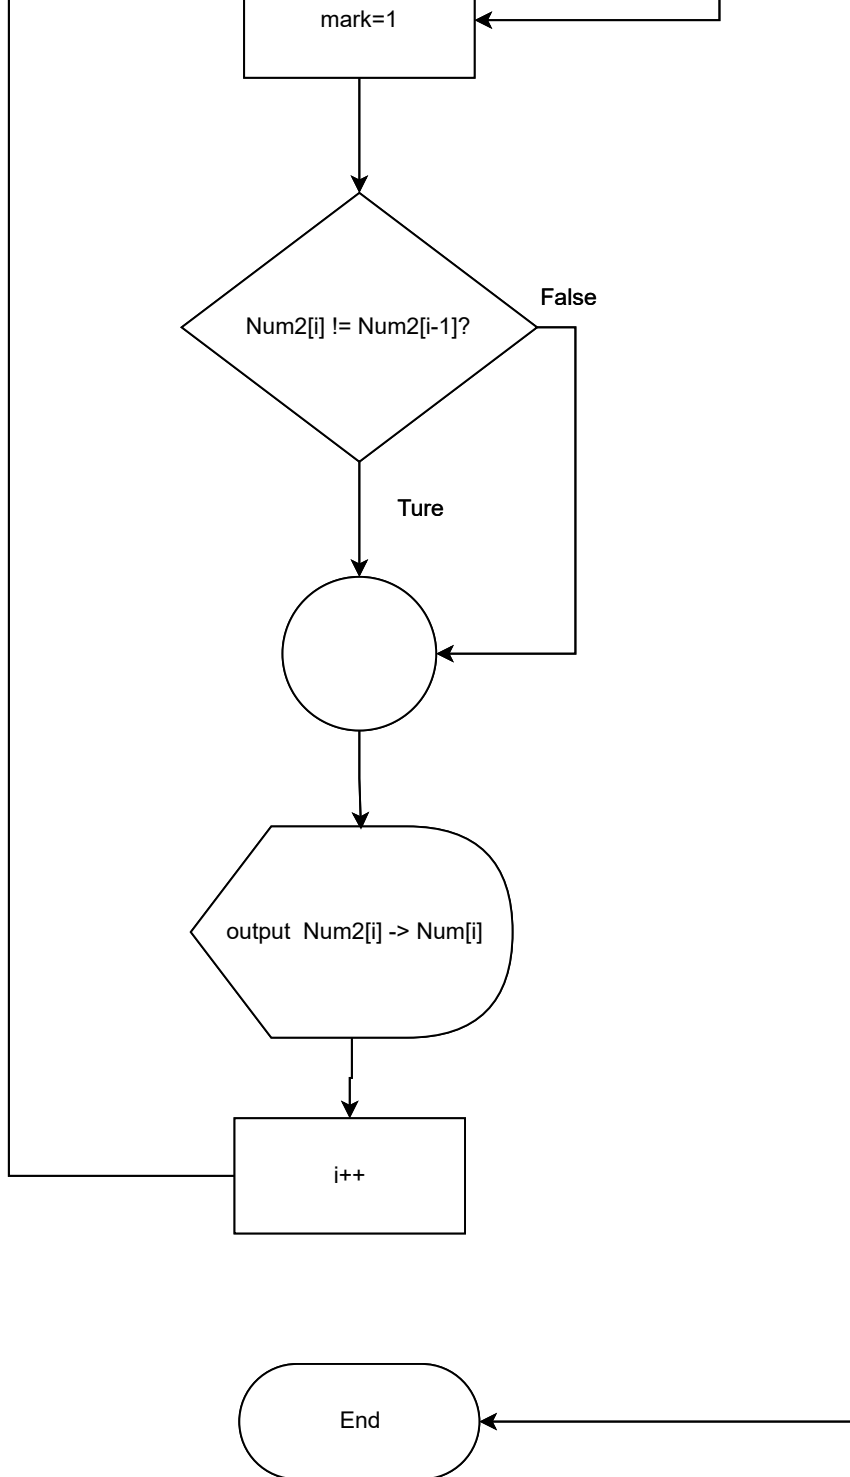 mark=1
False
Num2[i] != Num2[i-1]?
Ture
output  Num2[i] -> Num[i]
i++
End